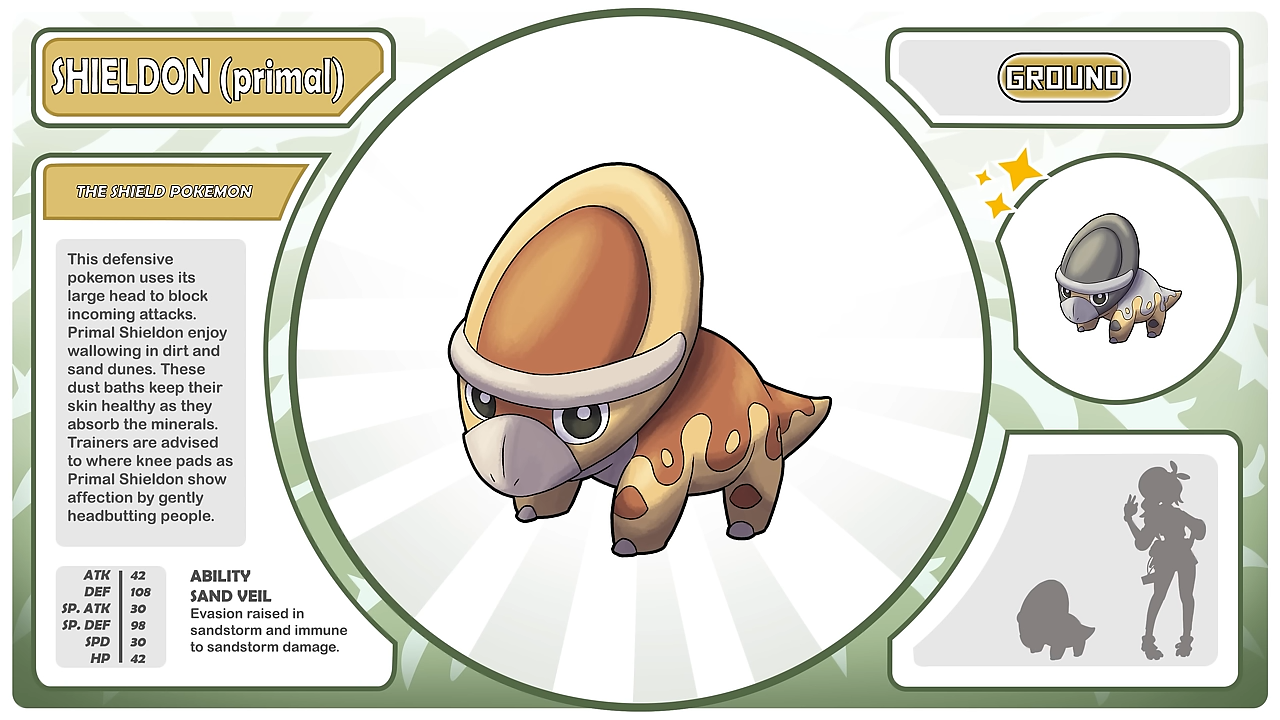 SHIELDON (primal)
GROUND
THE SHIELD POKEMON
This defensive
pokemon uses its
large head to block
incoming attacks.
Primal Shieldon enjoy
wallowing in dirt and
sand dunes. These
dust baths keep their
skin healthy as they
absorb the minerals.
Trainers are advised
to where knee pads as
Primal Shieldon show
affection by gently
headbutting people.
ATK 42
DEF 108
SP. ATK 30
SP. DEF 98
SPD 30
HP 42
ABILITY
SAND VEIL
Evasion raised in
sandstorm and immune
to sandstorm damage.